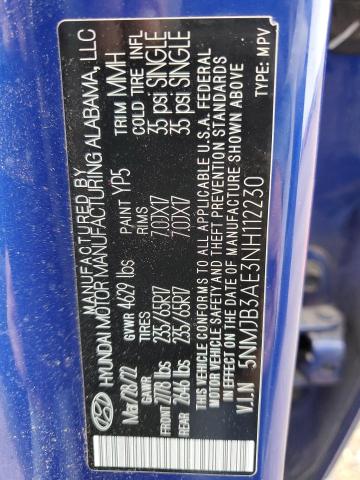 MANUFACTURED BY
HYUNDAI MOTOR MANUFACTURING ALABAMA, LLC
Mar/28/22 GVWR 4629 lbs PAINT YP5 TRIM MMH
GAWR TIRES RIMS COLD TIRE INFL
FRONT 2778 lbs 235/65R17 7.0JX17 35 psi SINGLE
REAR 2646 lbs 235/65R17 7.0JX17 35 psi SINGLE
THIS VEHICLE CONFORMS TO ALL APPLICABLE U.S.A. FEDERAL
MOTOR VEHICLE SAFETY AND THEFT PREVENTION STANDARDS
IN EFFECT ON THE DATE OF MANUFACTURE SHOWN ABOVE
V.I.N 5NMJB3AE3NH112230
TYPE: MPV